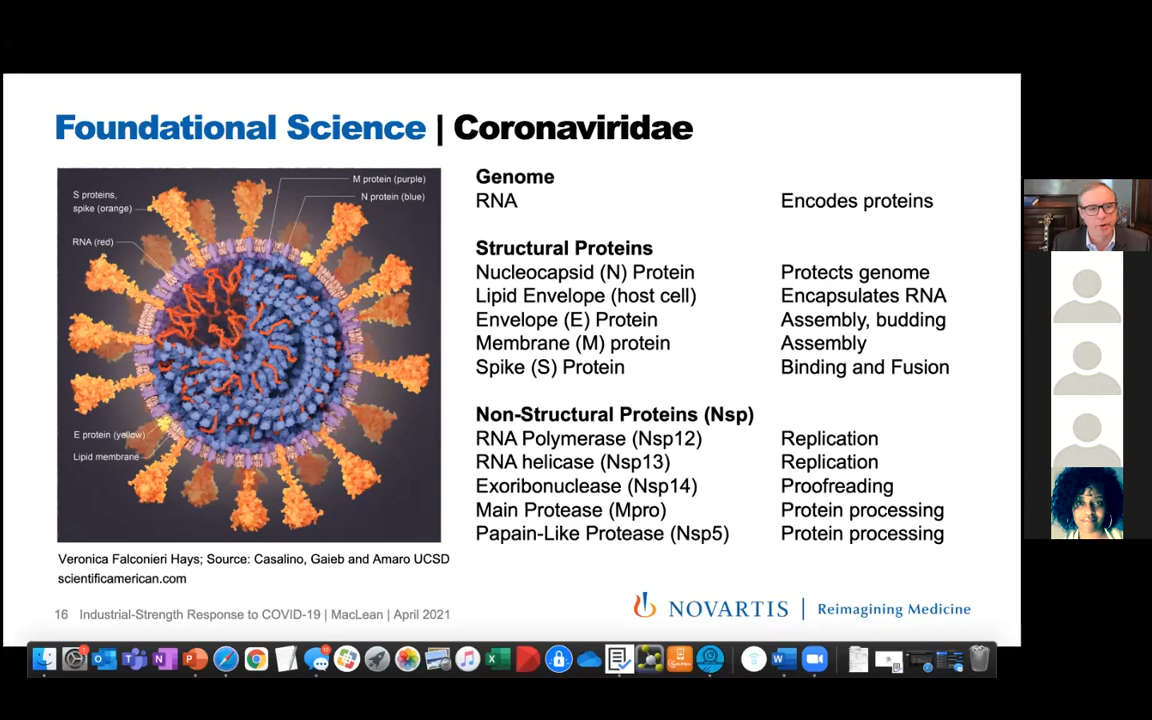 Foundational Science | Coronaviridae
S proteins,
spike (orange)
RNA (red)
M protein (purple)
N protein (blue)
E protein (yellow)
Lipid membrane
Veronica Falconieri Hays; Source: Casalino, Gaieb and Amaro UCSD
scientificamerican.com
Genome
RNA Encodes proteins
Structural Proteins
Nucleocapsid (N) Protein Protects genome
Lipid Envelope (host cell) Encapsulates RNA
Envelope (E) Protein Assembly, budding
Membrane (M) protein Assembly
Spike (S) Protein Binding and Fusion
Non-Structural Proteins (Nsp)
RNA Polymerase (Nsp12) Replication
RNA helicase (Nsp13) Replication
Exoribonuclease (Nsp14) Proofreading
Main Protease (Mpro) Protein processing
Papain-Like Protease (Nsp5) Protein processing
16 Industrial-Strength Response to COVID-19 | MacLean | April 2021
NOVARTIS | Reimagining Medicine